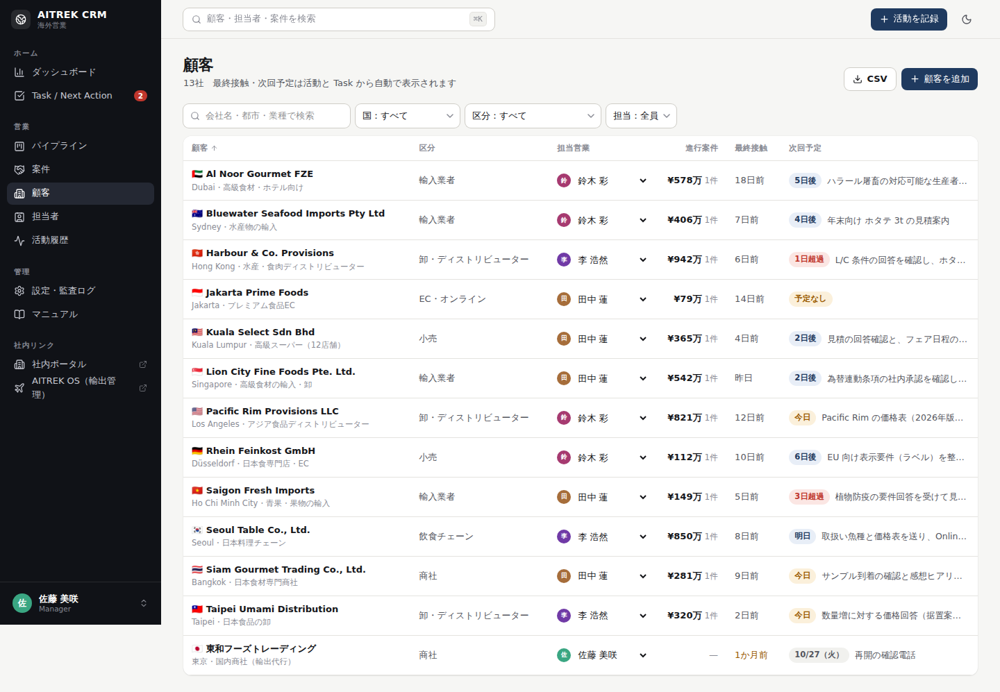 AITREK CRM
海外営業
ホーム
ダッシュボード
Task / Next Action 2
営業
パイプライン
案件
顧客
担当者
活動履歴
管理
設定・監査ログ
マニュアル
社内リンク
社内ポータル
AITREK OS（輸出管
理）
佐 佐藤 美咲
Manager
顧客・担当者・案件を検索 ⌘K
活動を記録
顧客
13社 最終接触・次回予定は活動と Task から自動で表示されます
CSV
顧客を追加
会社名・都市・業種で検索 国：すべて 区分：すべて 担当：全員
顧客 ↑ 区分 担当営業 進行案件 最終接触 次回予定
🇦🇪 Al Noor Gourmet FZE
Dubai・高級食材・ホテル向け
輸入業者 鈴 鈴木 彩 ¥578万 1件 18日前 5日後 ハラール屠畜の対応可能な生産者…
🇦🇺 Bluewater Seafood Imports Pty Ltd
Sydney・水産物の輸入
輸入業者 鈴 鈴木 彩 ¥406万 1件 7日前 4日後 年末向け ホタテ 3t の見積案内
🇭🇰 Harbour & Co. Provisions
Hong Kong・水産・食肉ディストリビューター
卸・ディストリビューター 李 李 浩然 ¥942万 1件 6日前 1日超過 L/C 条件の回答を確認し、ホタ…
🇮🇩 Jakarta Prime Foods
Jakarta・プレミアム食品EC
EC・オンライン 田 田中 蓮 ¥79万 1件 14日前 予定なし
🇲🇾 Kuala Select Sdn Bhd
Kuala Lumpur・高級スーパー（12店舗）
小売 田 田中 蓮 ¥365万 1件 4日前 2日後 見積の回答確認と、フェア日程の…
🇸🇬 Lion City Fine Foods Pte. Ltd.
Singapore・高級食材の輸入・卸
輸入業者 田 田中 蓮 ¥542万 1件 昨日 2日後 為替連動条項の社内承認を確認し…
🇺🇸 Pacific Rim Provisions LLC
Los Angeles・アジア食品ディストリビューター
卸・ディストリビューター 鈴 鈴木 彩 ¥821万 1件 12日前 今日 Pacific Rim の価格表（2026年版…
🇩🇪 Rhein Feinkost GmbH
Düsseldorf・日本食専門店・EC
小売 鈴 鈴木 彩 ¥112万 1件 10日前 6日後 EU 向け表示要件（ラベル）を整…
🇻🇳 Saigon Fresh Imports
Ho Chi Minh City・青果・果物の輸入
輸入業者 田 田中 蓮 ¥149万 1件 5日前 3日超過 植物防疫の要件回答を受けて見…
🇰🇷 Seoul Table Co., Ltd.
Seoul・日本料理チェーン
飲食チェーン 李 李 浩然 ¥850万 1件 8日前 明日 取扱い魚種と価格表を送り、Onlin…
🇹🇭 Siam Gourmet Trading Co., Ltd.
Bangkok・日本食材専門商社
商社 田 田中 蓮 ¥281万 1件 9日前 今日 サンプル到着の確認と感想ヒアリ…
🇹🇼 Taipei Umami Distribution
Taipei・日本食品の卸
卸・ディストリビューター 李 李 浩然 ¥320万 1件 2日前 今日 数量増に対する価格回答（据置案…
🇯🇵 東和フーズトレーディング
東京・国内商社（輸出代行）
商社 佐 佐藤 美咲 — 1か月前 10/27（火） 再開の確認電話